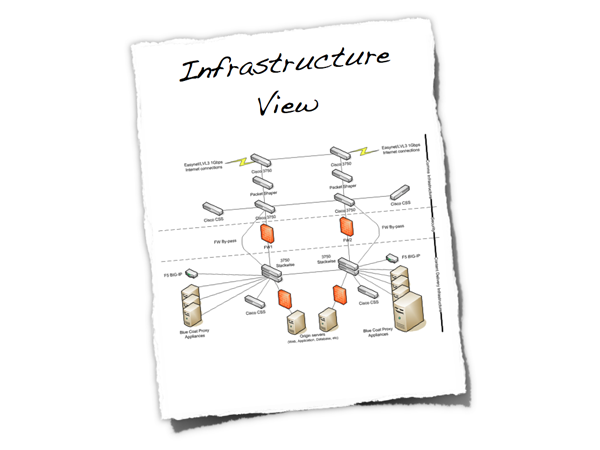 Infrastructure
View
Easynet/LVL3 1Gbps
Internet connections
Easynet/LVL3 1Gbps
Internet connections
Cisco 3750
Cisco 3750
Packet Shaper
Packet Shaper
Cisco CSS
Cisco 3750
Cisco 3750
Cisco CSS
FW By-pass
FW1
FW2
FW By-pass
3750
Stackwise
3750
Stackwise
F5 BIG-IP
F5 BIG-IP
Cisco CSS
Cisco CSS
Blue Coat Proxy
Appliances
Origin servers
(Web, Application, Database, etc)
Blue Coat Proxy
Appliances